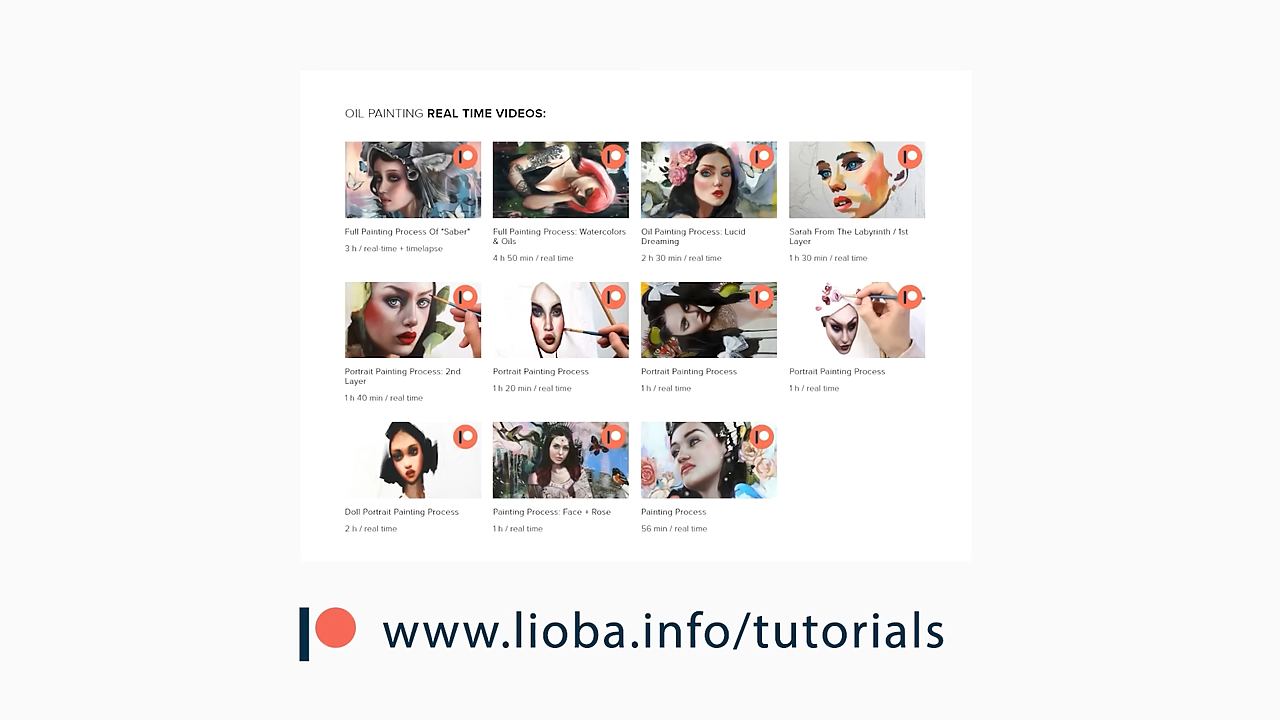 OIL PAINTING REAL TIME VIDEOS:
Full Painting Process Of "Saber"
3 h / real-time + timelapse
Full Painting Process: Watercolors
& Oils
4 h 50 min / real time
Oil Painting Process: Lucid
Dreaming
2 h 30 min / real time
Sarah From The Labyrinth / 1st
Layer
1 h 30 min / real time
Portrait Painting Process: 2nd
Layer
1 h 40 min / real time
Portrait Painting Process
1 h 20 min / real time
Portrait Painting Process
1 h / real time
Portrait Painting Process
1 h / real time
Doll Portrait Painting Process
2 h / real time
Painting Process: Face + Rose
1 h / real time
Painting Process
56 min / real time
www.lioba.info/tutorials